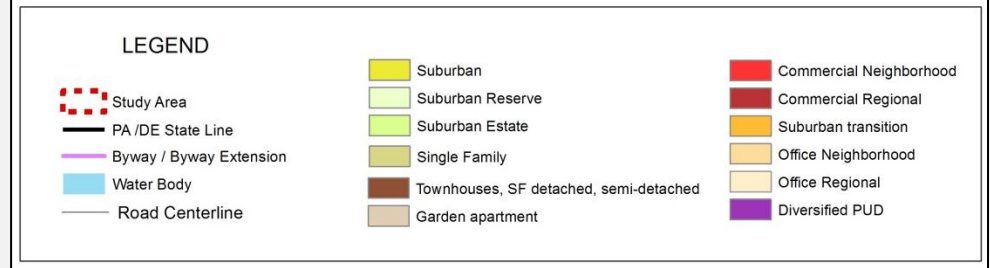 LEGEND
Study Area
PA /DE State Line
Byway / Byway Extension
Water Body
Road Centerline
Suburban
Suburban Reserve
Suburban Estate
Single Family
Townhouses, SF detached, semi-detached
Garden apartment
Commercial Neighborhood
Commercial Regional
Suburban transition
Office Neighborhood
Office Regional
Diversified PUD